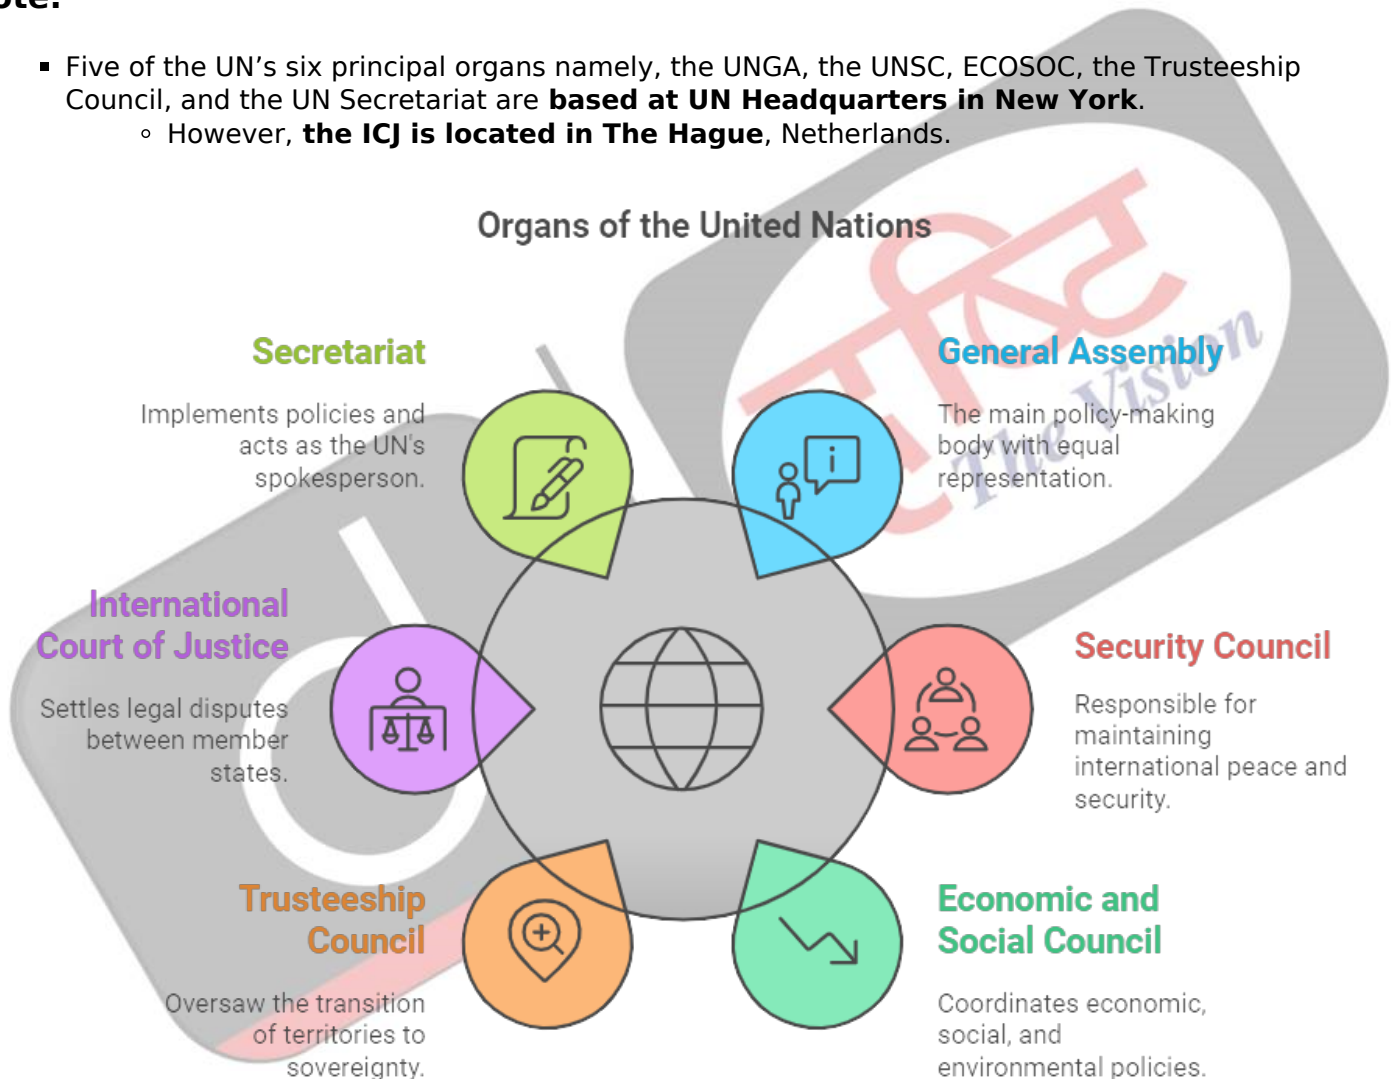 ote:
▪ Five of the UN’s six principal organs namely, the UNGA, the UNSC, ECOSOC, the Trusteeship
Council, and the UN Secretariat are based at UN Headquarters in New York.
◦ However, the ICJ is located in The Hague, Netherlands.
Organs of the United Nations
Secretariat
Implements policies and
acts as the UN's
spokesperson.
General Assembly
The main policy-making
body with equal
representation.
International
Court of Justice
Settles legal disputes
between member
states.
Security Council
Responsible for
maintaining
international peace and
security.
Trusteeship
Council
Oversaw the transition
of territories to
sovereignty.
Economic and
Social Council
Coordinates economic,
social, and
environmental policies.
दृष्टि
The Vision